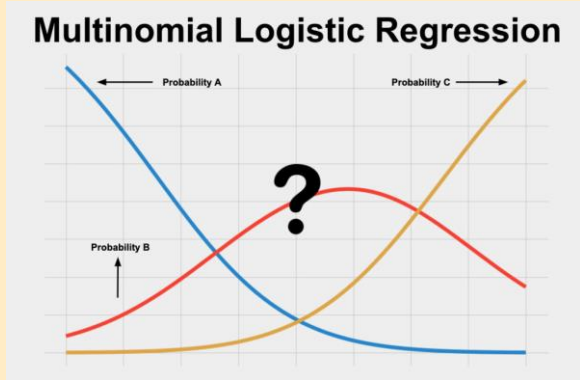 Multinomial Logistic Regression
Probability A
Probability C
?
Probability B